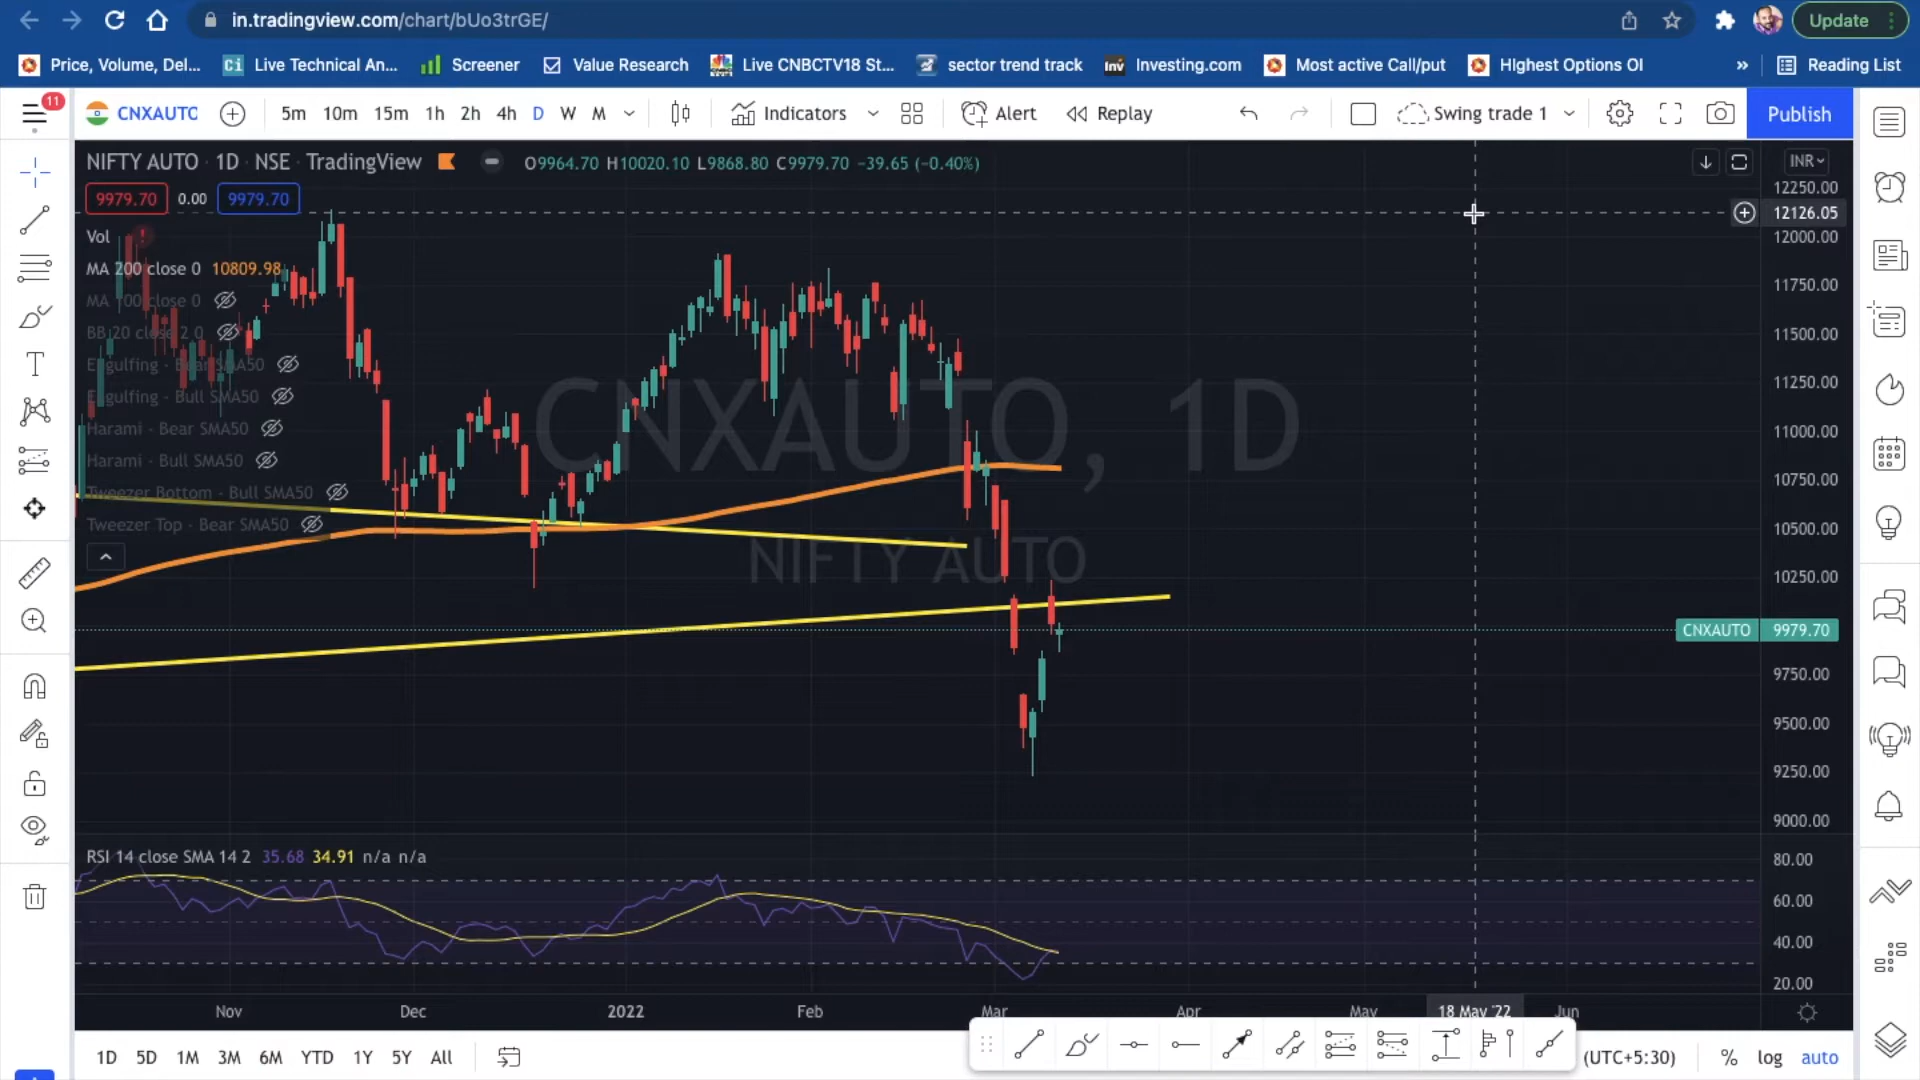 in.tradingview.com/chart/bUo3trGE/
Update
Price, Volume, Del...
Ci Live Technical An...
Screener
Value Research
Live CNBCTV18 St...
sector trend track
Inv Investing.com
Most active Call/put
Highest Options OI
»
Reading List
11
CNXAUTO
5m 10m 15m 1h 2h 4h D W M
Indicators
Alert
Replay
Swing trade 1
Publish
NIFTY AUTO · 1D · NSE TradingView
O9964.70 H10020.10 L9868.80 C9979.70 −39.65 (−0.40%)
INR
9979.70 0.00 9979.70
Vol
MA 200 close 0 10809.98
MA 100 close 0
BB 20 close 2 0
Engulfing - Bear SMA50
Engulfing - Bull SMA50
Harami - Bear SMA50
Harami - Bull SMA50
Tweezer Bottom - Bull SMA50
Tweezer Top - Bear SMA50
CNXAUTO, 1D
NIFTY AUTO
12250.00
12126.05
12000.00
11750.00
11500.00
11250.00
11000.00
10750.00
10500.00
10250.00
CNXAUTO 9979.70
9750.00
9500.00
9250.00
9000.00
RSI 14 close SMA 14 2 35.68 34.91 n/a n/a
80.00
60.00
40.00
20.00
Nov Dec 2022 Feb Mar Apr May 18 May '22 Jun
1D 5D 1M 3M 6M YTD 1Y 5Y All
(UTC+5:30)
% log auto